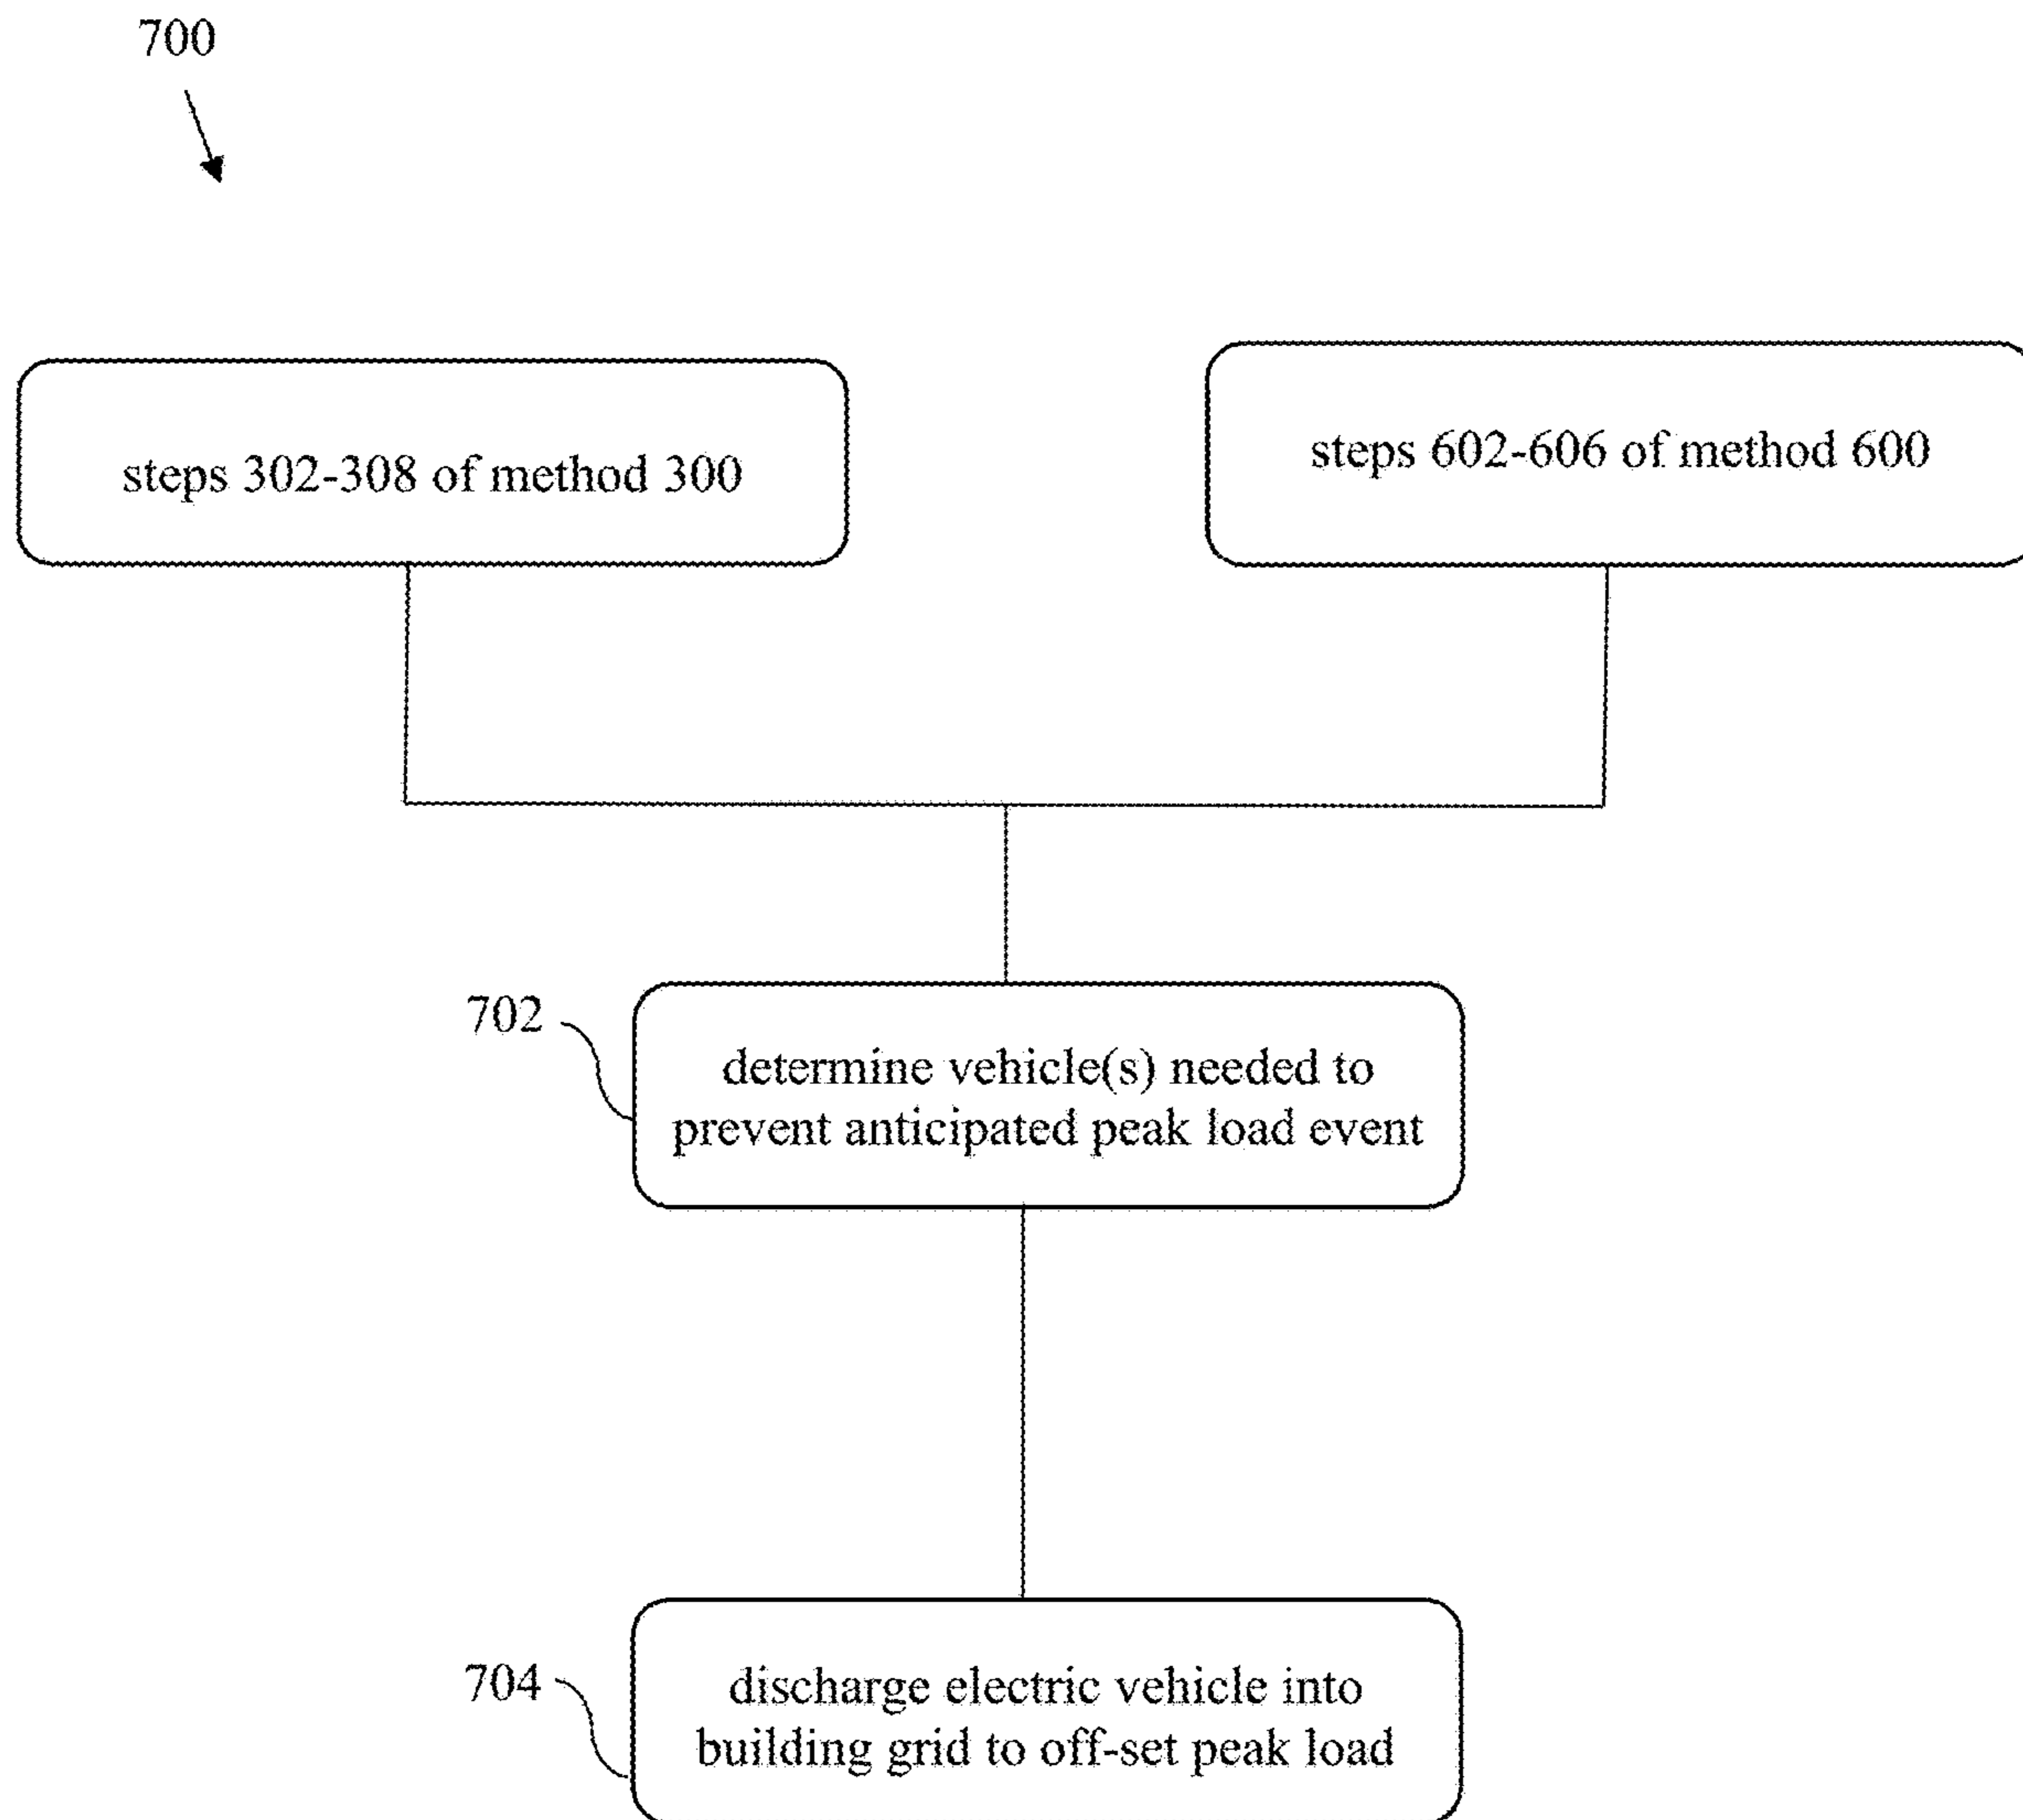 700
steps 302-308 of method 300
steps 602-606 of method 600
702
determine vehicle(s) needed to
prevent anticipated peak load event
704
discharge electric vehicle into
building grid to off-set peak load